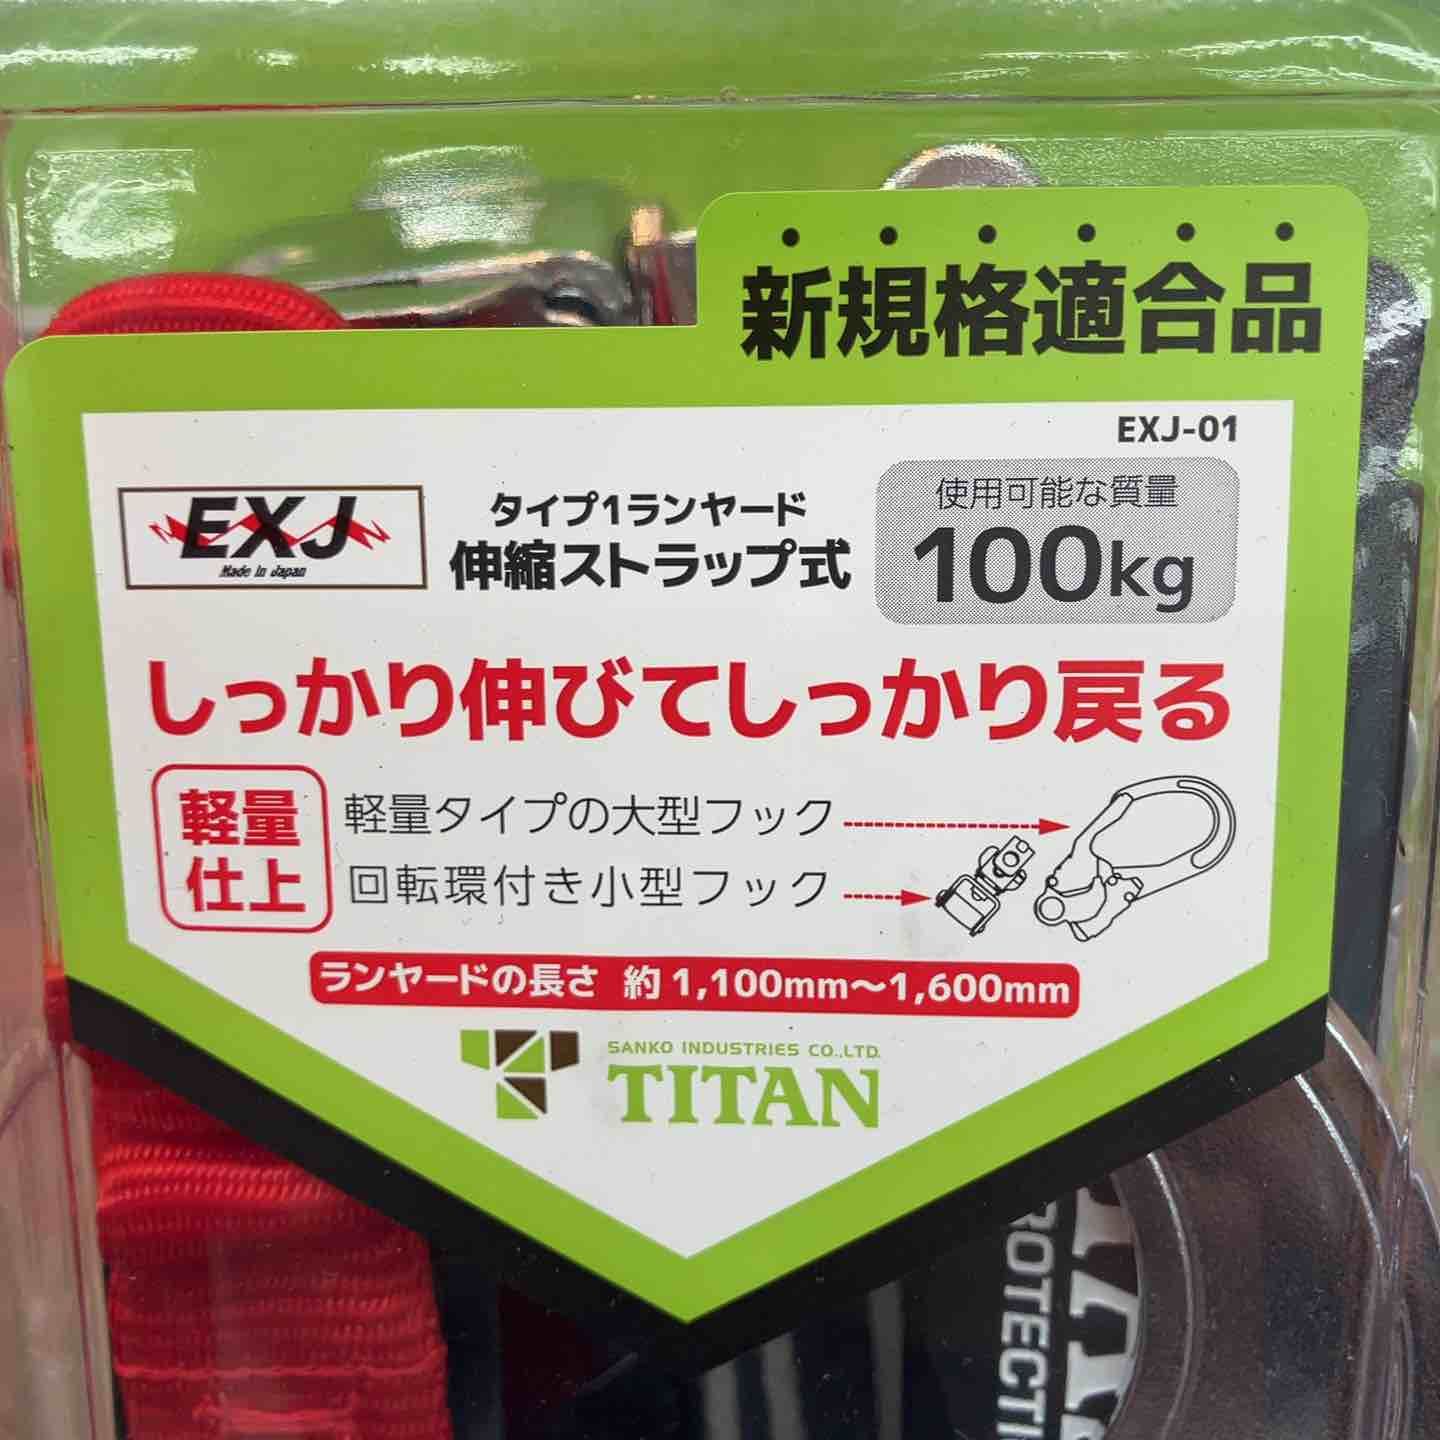 新規格適合品
EXJ-01
EXJ
Made In Japan
タイプ1ランヤード
伸縮ストラップ式
使用可能な質量
100kg
しっかり伸びてしっかり戻る
軽量
仕上
軽量タイプの大型フック
回転環付き小型フック
ランヤードの長さ 約1,100mm～1,600mm
SANKO INDUSTRIES CO.,LTD.
TITAN